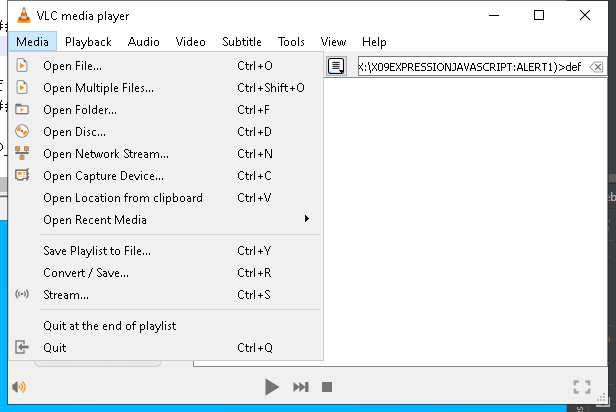 VLC media player
Media Playback Audio Video Subtitle Tools View Help
Open File... Ctrl+O
X:\X09EXPRESSIONJAVASCRIPT:ALERT1)>def
Open Multiple Files... Ctrl+Shift+O
Open Folder... Ctrl+F
Open Disc... Ctrl+D
Open Network Stream... Ctrl+N
Open Capture Device... Ctrl+C
Open Location from clipboard Ctrl+V
Open Recent Media
Save Playlist to File... Ctrl+Y
Convert / Save... Ctrl+R
Stream... Ctrl+S
Quit at the end of playlist
Quit Ctrl+Q